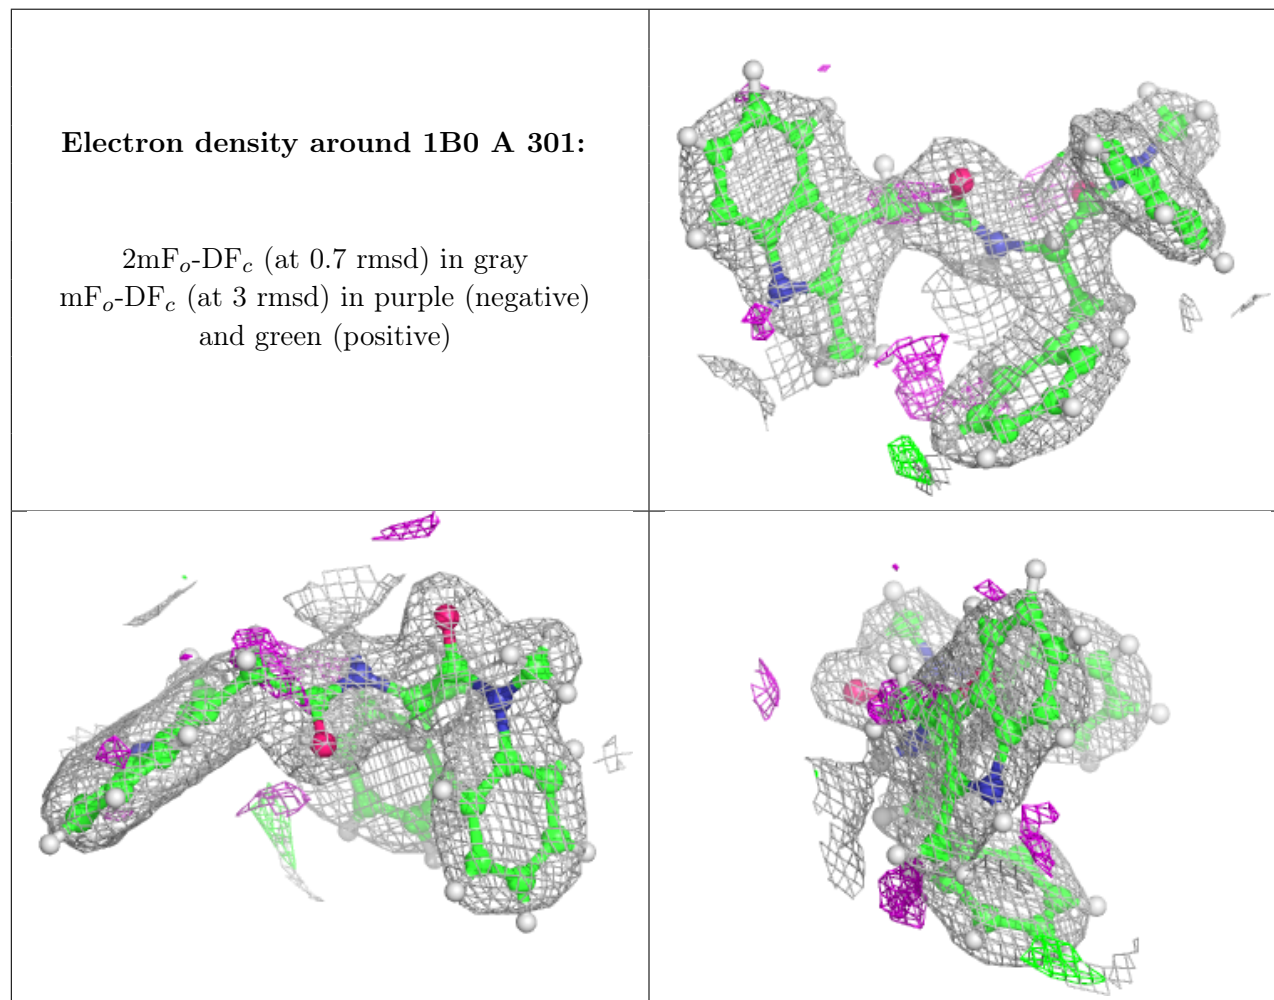 Electron density around 1B0 A 301:
2mFₒ-DF𝒸 (at 0.7 rmsd) in gray
mFₒ-DF𝒸 (at 3 rmsd) in purple (negative)
and green (positive)